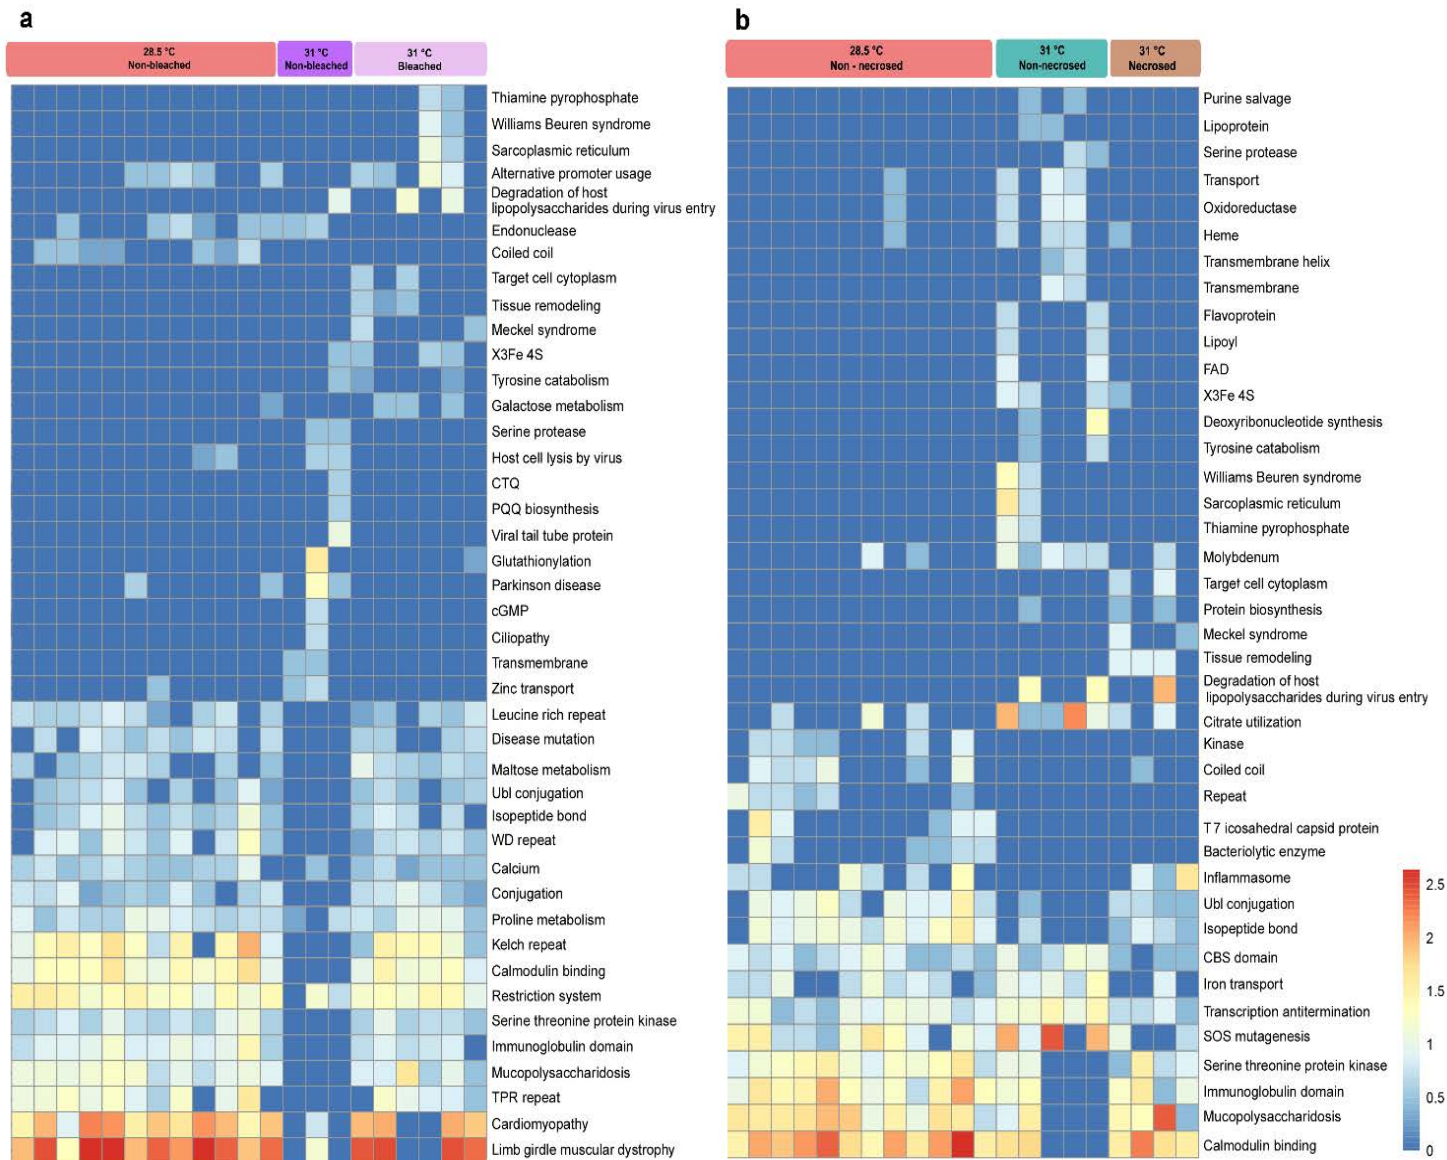 a
28.5 °C
Non-bleached
31 °C
Non-bleached
31 °C
Bleached
Thiamine pyrophosphate
Williams Beuren syndrome
Sarcoplasmic reticulum
Alternative promoter usage
Degradation of host
lipopolysaccharides during virus entry
Endonuclease
Coiled coil
Target cell cytoplasm
Tissue remodeling
Meckel syndrome
X3Fe 4S
Tyrosine catabolism
Galactose metabolism
Serine protease
Host cell lysis by virus
CTQ
PQQ biosynthesis
Viral tail tube protein
Glutathionylation
Parkinson disease
cGMP
Ciliopathy
Transmembrane
Zinc transport
Leucine rich repeat
Disease mutation
Maltose metabolism
Ubl conjugation
Isopeptide bond
WD repeat
Calcium
Conjugation
Proline metabolism
Kelch repeat
Calmodulin binding
Restriction system
Serine threonine protein kinase
Immunoglobulin domain
Mucopolysaccharidosis
TPR repeat
Cardiomyopathy
Limb girdle muscular dystrophy
b
28.5 °C
Non - necrosed
31 °C
Non-necrosed
31 °C
Necrosed
Purine salvage
Lipoprotein
Serine protease
Transport
Oxidoreductase
Heme
Transmembrane helix
Transmembrane
Flavoprotein
Lipoyl
FAD
X3Fe 4S
Deoxyribonucleotide synthesis
Tyrosine catabolism
Williams Beuren syndrome
Sarcoplasmic reticulum
Thiamine pyrophosphate
Molybdenum
Target cell cytoplasm
Protein biosynthesis
Meckel syndrome
Tissue remodeling
Degradation of host
lipopolysaccharides during virus entry
Citrate utilization
Kinase
Coiled coil
Repeat
T7 icosahedral capsid protein
Bacteriolytic enzyme
Inflammasome
Ubl conjugation
Isopeptide bond
CBS domain
Iron transport
Transcription antitermination
SOS mutagenesis
Serine threonine protein kinase
Immunoglobulin domain
Mucopolysaccharidosis
Calmodulin binding
2.5
2
1.5
1
0.5
0